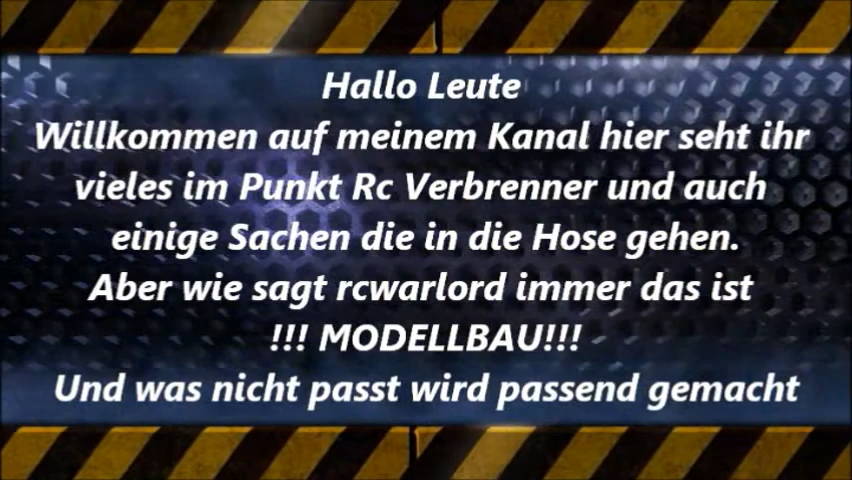 Hallo Leute
Willkommen auf meinem Kanal hier seht ihr
vieles im Punkt Rc Verbrenner und auch
einige Sachen die in die Hose gehen.
Aber wie sagt rcwarlord immer das ist
!!! MODELLBAU!!!
Und was nicht passt wird passend gemacht